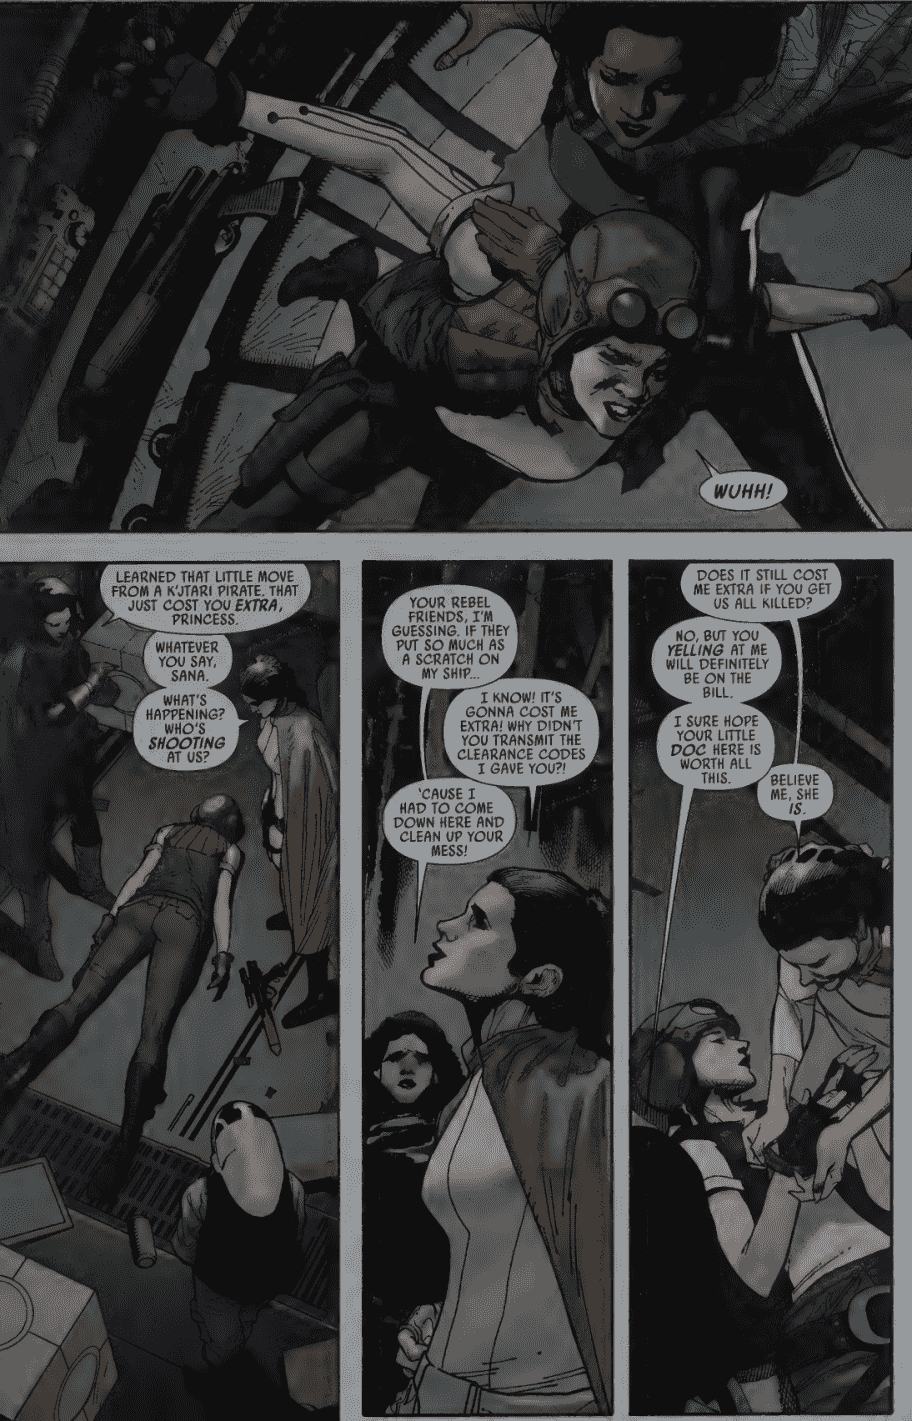 WUHH!
LEARNED THAT LITTLE MOVE
FROM A K'JTARI PIRATE. THAT
JUST COST YOU EXTRA,
PRINCESS.
WHATEVER
YOU SAY,
SANA.
WHAT'S
HAPPENING?
WHO'S
SHOOTING
AT US?
YOUR REBEL
FRIENDS, I'M
GUESSING. IF THEY
PUT SO MUCH AS
A SCRATCH ON
MY SHIP...
I KNOW! IT'S
GONNA COST ME
EXTRA! WHY DIDN'T
YOU TRANSMIT THE
CLEARANCE CODES
I GAVE YOU?!
'CAUSE I
HAD TO COME
DOWN HERE AND
CLEAN UP YOUR
MESS!
DOES IT STILL COST
ME EXTRA IF YOU GET
US ALL KILLED?
NO, BUT YOU
YELLING AT ME
WILL DEFINITELY
BE ON THE
BILL.
I SURE HOPE
YOUR LITTLE
DOC HERE IS
WORTH ALL
THIS.
BELIEVE
ME, SHE
IS.